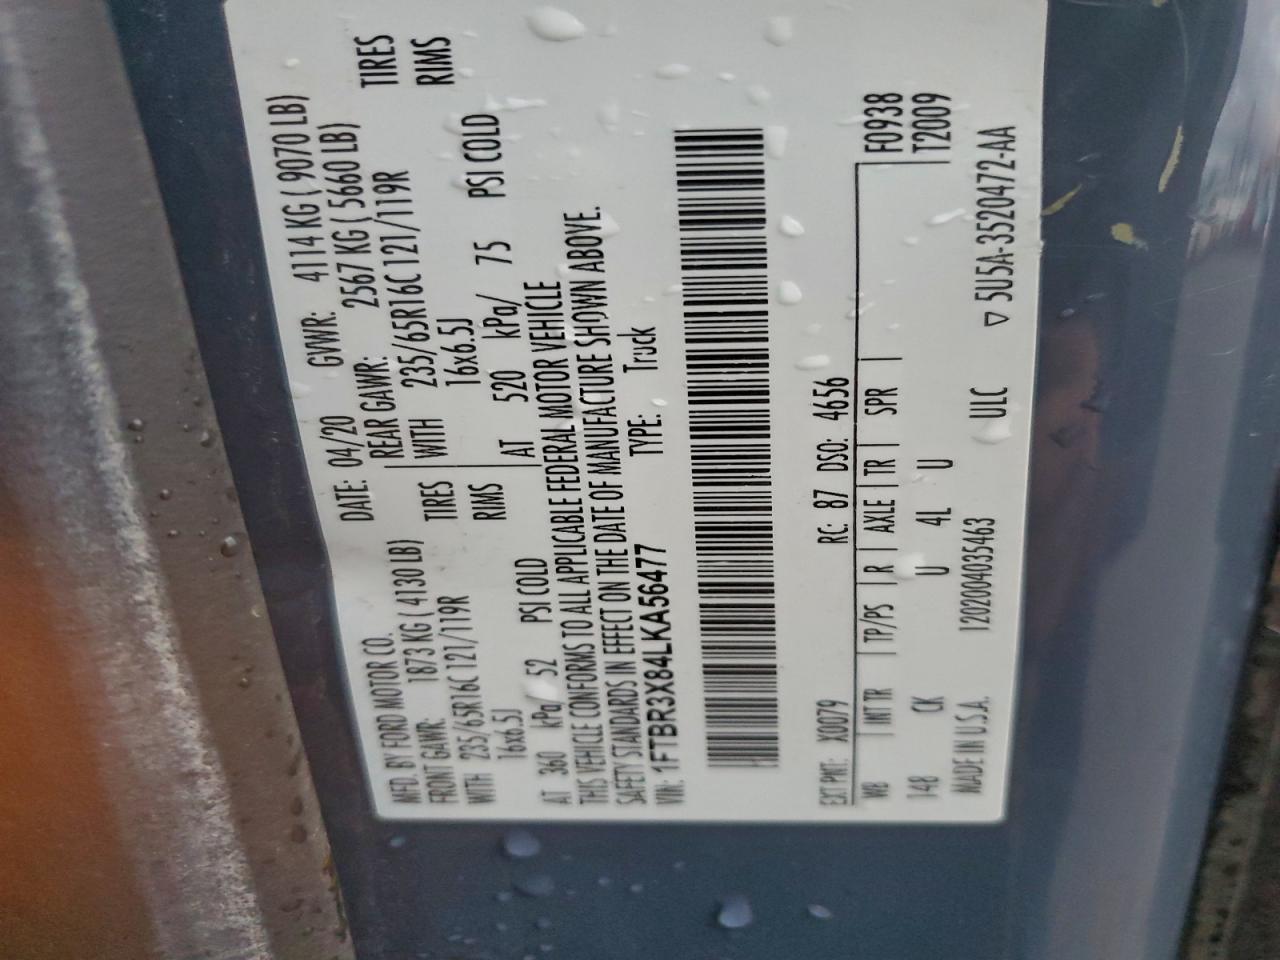 MFD. BY FORD MOTOR CO.
DATE: 04/20 GVWR: 4114 KG ( 9070 LB)
FRONT GAWR: 1873 KG ( 4130 LB) REAR GAWR: 2567 KG ( 5660 LB)
WITH 235/65R16C 121/119R TIRES WITH 235/65R16C 121/119R TIRES
16x6.5J RIMS 16x6.5J RIMS
AT 360 kPa/ 52 PSI COLD AT 520 kPa/ 75 PSI COLD
THIS VEHICLE CONFORMS TO ALL APPLICABLE FEDERAL MOTOR VEHICLE
SAFETY STANDARDS IN EFFECT ON THE DATE OF MANUFACTURE SHOWN ABOVE.
VIN: 1FTBR3X84LKA56477 TYPE: Truck
EXT PNT: X0079 RC: 87 DSO: 4656 F0938
WB INT TR TP/PS R AXLE TR SPR T2009
148 CK U 4L U
MADE IN U.S.A. 1202004035463 ULC ▽ 5U5A-3520472-AA